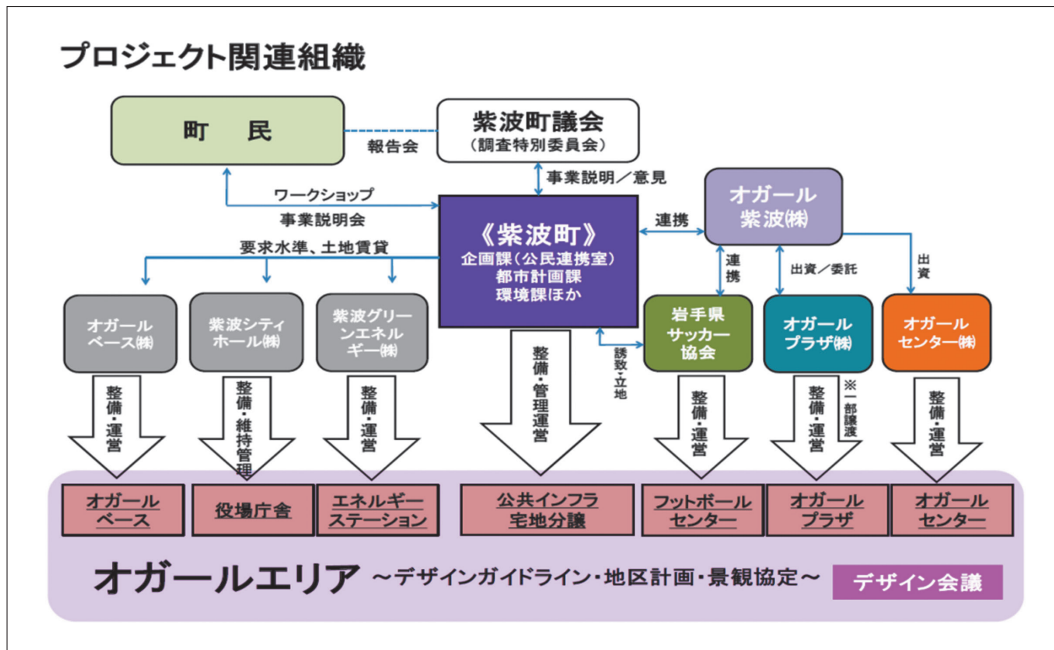 プロジェクト関連組織
町　民
報告会
紫波町議会
（調査特別委員会）
事業説明／意見
ワークショップ
事業説明会
要求水準、土地賃貸
《紫波町》
企画課（公民連携室）
都市計画課
環境課ほか
連携
オガール
紫波（株）
連携
出資／委託
出資
オガール
ベース㈱
紫波シティ
ホール㈱
紫波グリー
ンエネル
ギー㈱
誘致・立地
岩手県
サッカー
協会
オガール
プラザ㈱
オガール
センター㈱
整備・運営
整備・維持管理
整備・運営
整備・管理運営
整備・運営
整備・運営
※一部譲渡
整備・運営
オガール
ベース
役場庁舎
エネルギー
ステーション
公共インフラ
宅地分譲
フットボール
センター
オガール
プラザ
オガール
センター
オガールエリア ～デザインガイドライン・地区計画・景観協定～
デザイン会議